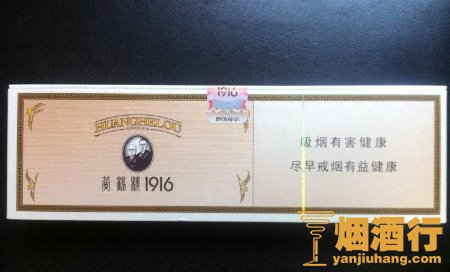 1916
HUANGHELOU
黄鹤楼1916
吸烟有害健康
尽早戒烟有益健康
烟酒行
yanjiuhang.com